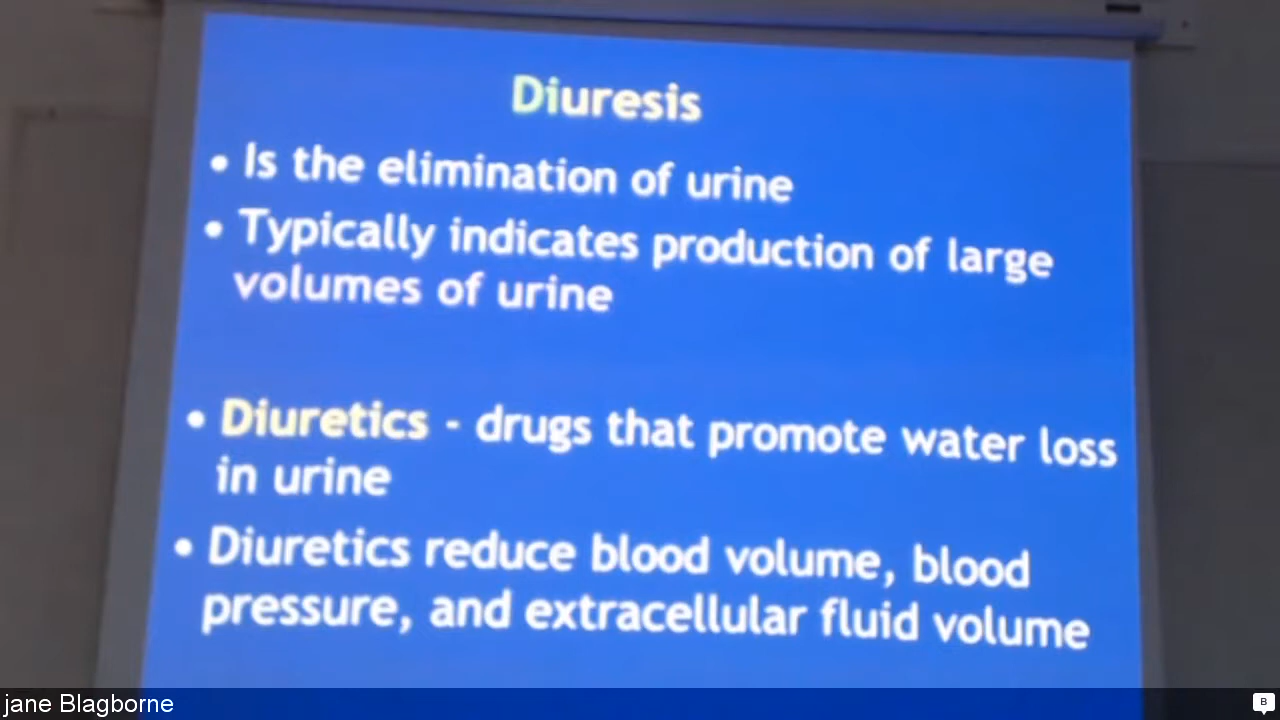 Diuresis
• Is the elimination of urine
• Typically indicates production of large
volumes of urine
• Diuretics - drugs that promote water loss
in urine
• Diuretics reduce blood volume, blood
pressure, and extracellular fluid volume
jane Blagborne
B